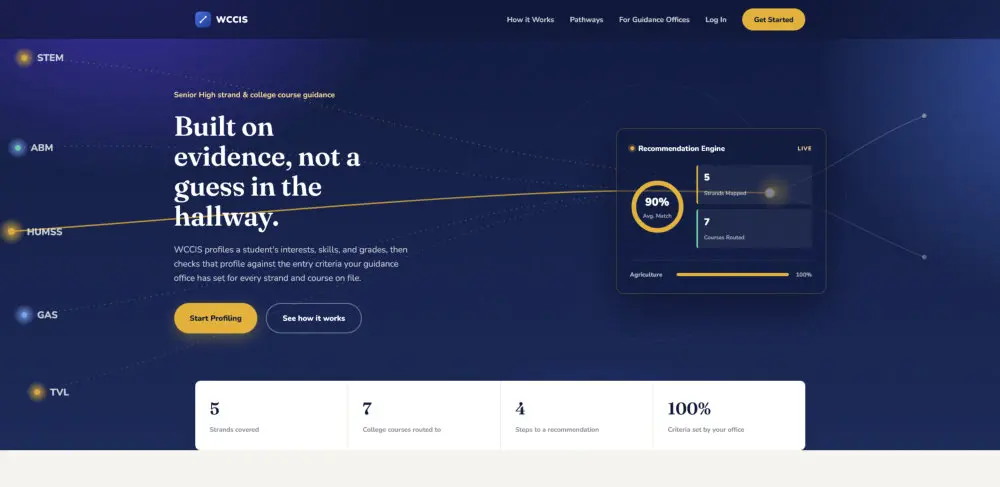 WCCIS
How it Works
Pathways
For Guidance Offices
Log In
Get Started
STEM
ABM
HUMSS
GAS
TVL
Senior High strand & college course guidance
Built on
evidence, not a
guess in the
hallway.
WCCIS profiles a student's interests, skills, and grades, then
checks that profile against the entry criteria your guidance
office has set for every strand and course on file.
Start Profiling
See how it works
Recommendation Engine
LIVE
90%
Avg. Match
5
Strands Mapped
7
Courses Routed
Agriculture
100%
5
Strands covered
7
College courses routed to
4
Steps to a recommendation
100%
Criteria set by your office